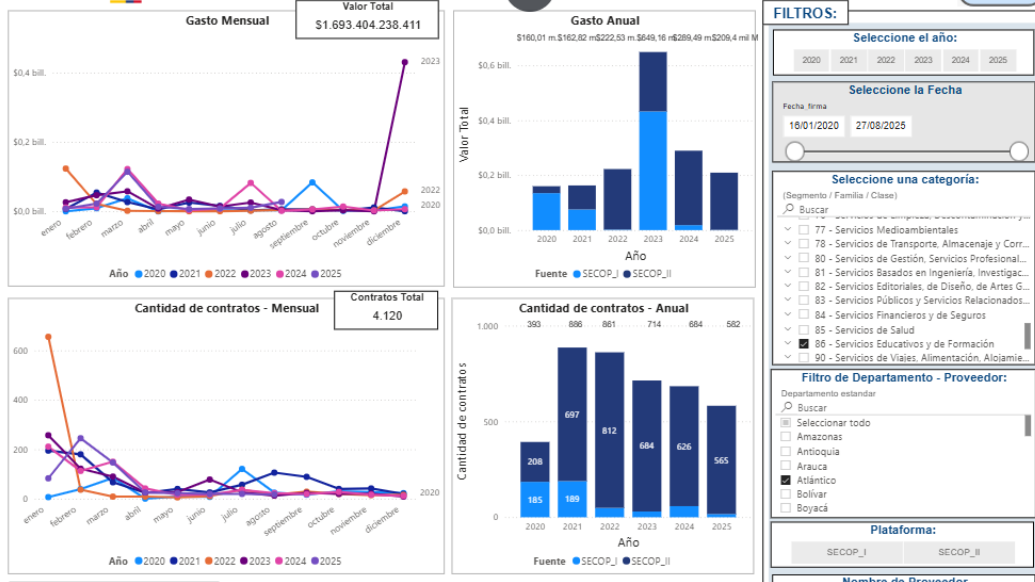 Gasto Mensual
Valor Total
$1.693.404.238.411
$0,4 bill.
$0,2 bill.
$0,0 bill.
2023
2022
2020
enero
febrero
marzo
abril
mayo
junio
julio
agosto
septiembre
octubre
noviembre
diciembre
Año 2020 2021 2022 2023 2024 2025
Gasto Anual
$160,01 m. $162,82 m $222,53 m. $649,16 m $289,49 m $209,4 mil M
Valor Total
$0,6 bill.
$0,4 bill.
$0,2 bill.
$0,0 bill.
2020 2021 2022 2023 2024 2025
Año
Fuente SECOP_I SECOP_II
Cantidad de contratos - Mensual
Contratos Total
4.120
600
400
200
0
2020
enero
febrero
marzo
abril
mayo
junio
julio
agosto
septiembre
octubre
noviembre
diciembre
Año 2020 2021 2022 2023 2024 2025
Cantidad de contratos - Anual
393 886 861 714 684 582
Cantidad de contratos
1.000
500
0
208 697 812 684 626 565
185 189
2020 2021 2022 2023 2024 2025
Año
Fuente SECOP_I SECOP_II
FILTROS:
Seleccione el año:
2020 2021 2022 2023 2024 2025
Seleccione la Fecha
Fecha_firma
16/01/2020 27/08/2025
Seleccione una categoría:
(Segmento / Familia / Clase)
Buscar
77 - Servicios Medioambientales
78 - Servicios de Transporte, Almacenaje y Corr...
80 - Servicios de Gestión, Servicios Profesional...
81 - Servicios Basados en Ingeniería, Investigac...
82 - Servicios Editoriales, de Diseño, de Artes G...
83 - Servicios Públicos y Servicios Relacionados...
84 - Servicios Financieros y de Seguros
85 - Servicios de Salud
86 - Servicios Educativos y de Formación
90 - Servicios de Viajes, Alimentación, Alojamie...
Filtro de Departamento - Proveedor:
Departamento estandar
Buscar
Seleccionar todo
Amazonas
Antioquia
Arauca
Atlántico
Bolívar
Boyacá
Plataforma:
SECOP_I SECOP_II
Nombre de Proveedor